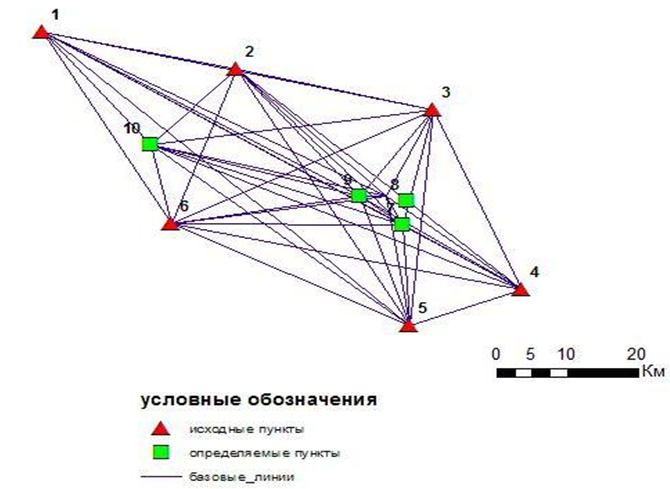 1
2
3
10
9
8
7
6
4
5
0 5 10 20
Км
условные обозначения
исходные пункты
определяемые пункты
базовые_линии